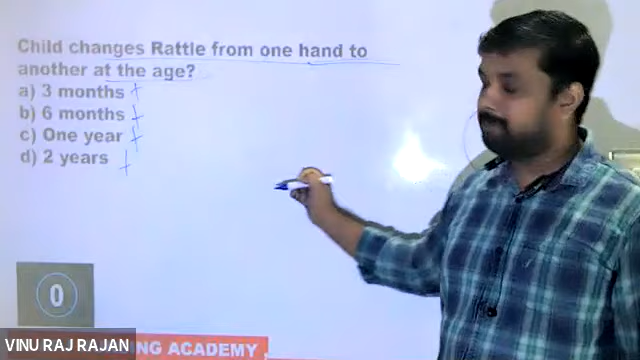 Child changes Rattle from one hand to
another at the age?
a) 3 months
b) 6 months
c) One year
d) 2 years
0
VINU RAJ RAJAN
ACADEMY